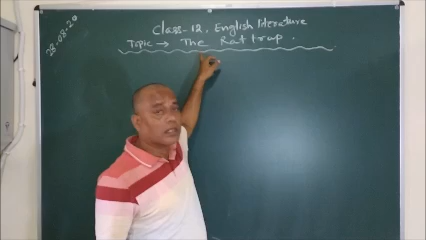 28-08-20
Class-12, English literature
Topic → The Rat trap.